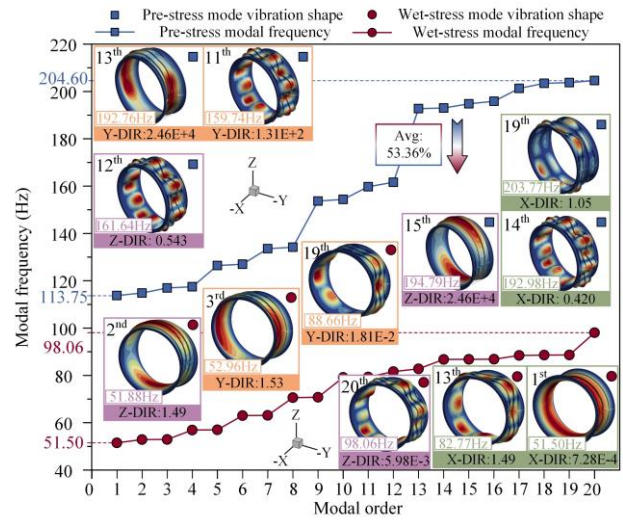 Pre-stress mode vibration shape
Wet-stress mode vibration shape
Pre-stress modal frequency
Wet-stress modal frequency
220
204.60
200
180
160
140
120
113.75
100
98.06
80
60
51.50
40
Modal frequency (Hz)
13th
192.76Hz
Y-DIR:2.46E+4
11th
159.74Hz
Y-DIR:1.31E+2
Avg:
53.36%
12th
161.64Hz
Z-DIR: 0.543
Z
-X
-Y
19th
203.77Hz
X-DIR: 1.05
15th
194.79Hz
Z-DIR:2.46E+4
14th
192.98Hz
X-DIR: 0.420
2nd
51.88Hz
Z-DIR:1.49
3rd
52.96Hz
Y-DIR:1.53
19th
88.66Hz
Y-DIR:1.81E-2
Z
-X
-Y
20th
98.06Hz
Z-DIR:5.98E-3
13th
82.77Hz
X-DIR:1.49
1st
51.50Hz
X-DIR:7.28E-4
0 1 2 3 4 5 6 7 8 9 10 11 12 13 14 15 16 17 18 19 20
Modal order